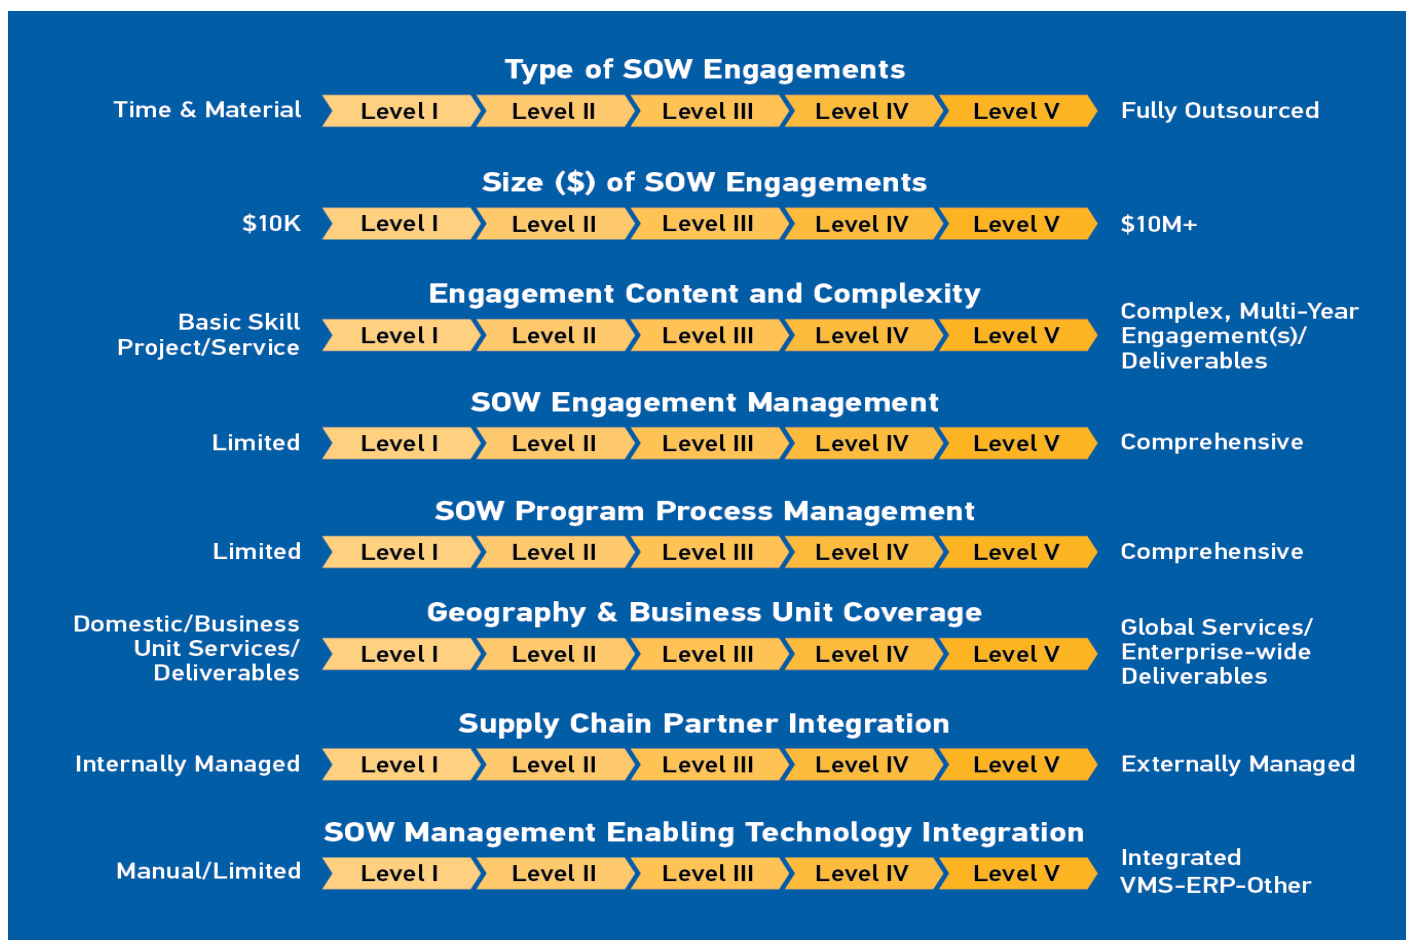 Type of SOW Engagements
Time & Material Level I Level II Level III Level IV Level V Fully Outsourced
Size ($) of SOW Engagements
$10K Level I Level II Level III Level IV Level V $10M+
Engagement Content and Complexity
Basic Skill
Project/Service
Level I Level II Level III Level IV Level V
Complex, Multi-Year
Engagement(s)/
Deliverables
SOW Engagement Management
Limited Level I Level II Level III Level IV Level V Comprehensive
SOW Program Process Management
Limited Level I Level II Level III Level IV Level V Comprehensive
Geography & Business Unit Coverage
Domestic/Business
Unit Services/
Deliverables
Level I Level II Level III Level IV Level V
Global Services/
Enterprise-wide
Deliverables
Supply Chain Partner Integration
Internally Managed Level I Level II Level III Level IV Level V Externally Managed
SOW Management Enabling Technology Integration
Manual/Limited Level I Level II Level III Level IV Level V
Integrated
VMS-ERP-Other